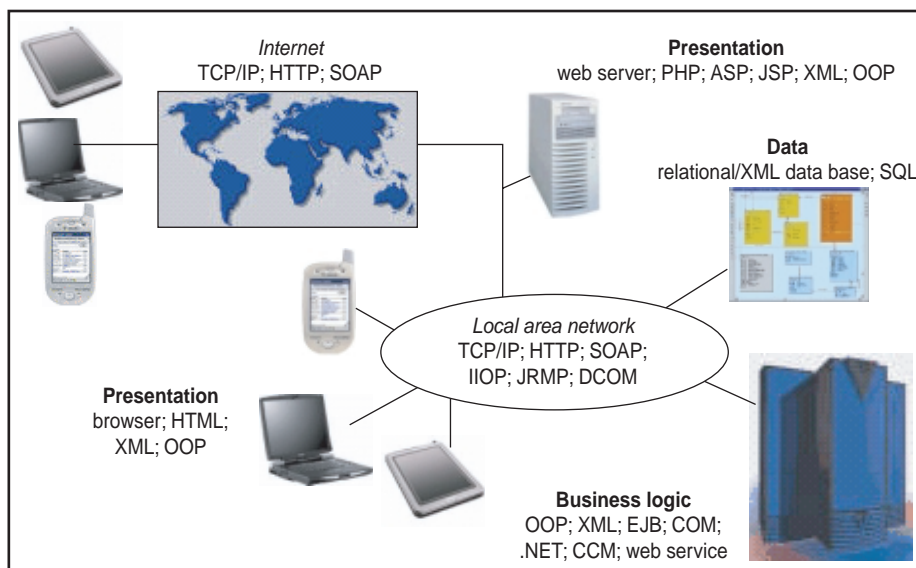 Internet
TCP/IP; HTTP; SOAP
Presentation
web server; PHP; ASP; JSP; XML; OOP
Data
relational/XML data base; SQL
Local area network
TCP/IP; HTTP; SOAP;
IIOP; JRMP; DCOM
Presentation
browser; HTML;
XML; OOP
Business logic
OOP; XML; EJB; COM;
.NET; CCM; web service